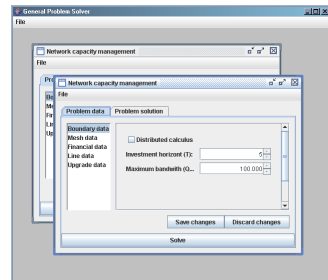 General Problem Solver
File
Network capacity management
File
Network capacity management
File
Problem data Problem solution
Boundary data
Mesh data
Financial data
Line data
Upgrade data
Distributed calculus
Investment horizont (T): 5
Maximum bandwith (Q... 100.000
Save changes Discard changes
Solve